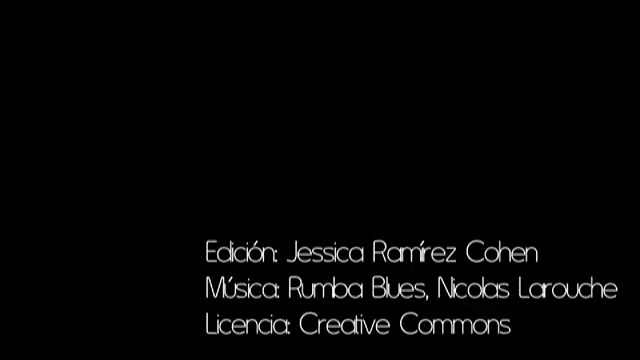 Edición: Jessica Ramírez Cohen
Música: Rumba Blues, Nicolas Larouche
Licencia: Creative Commons